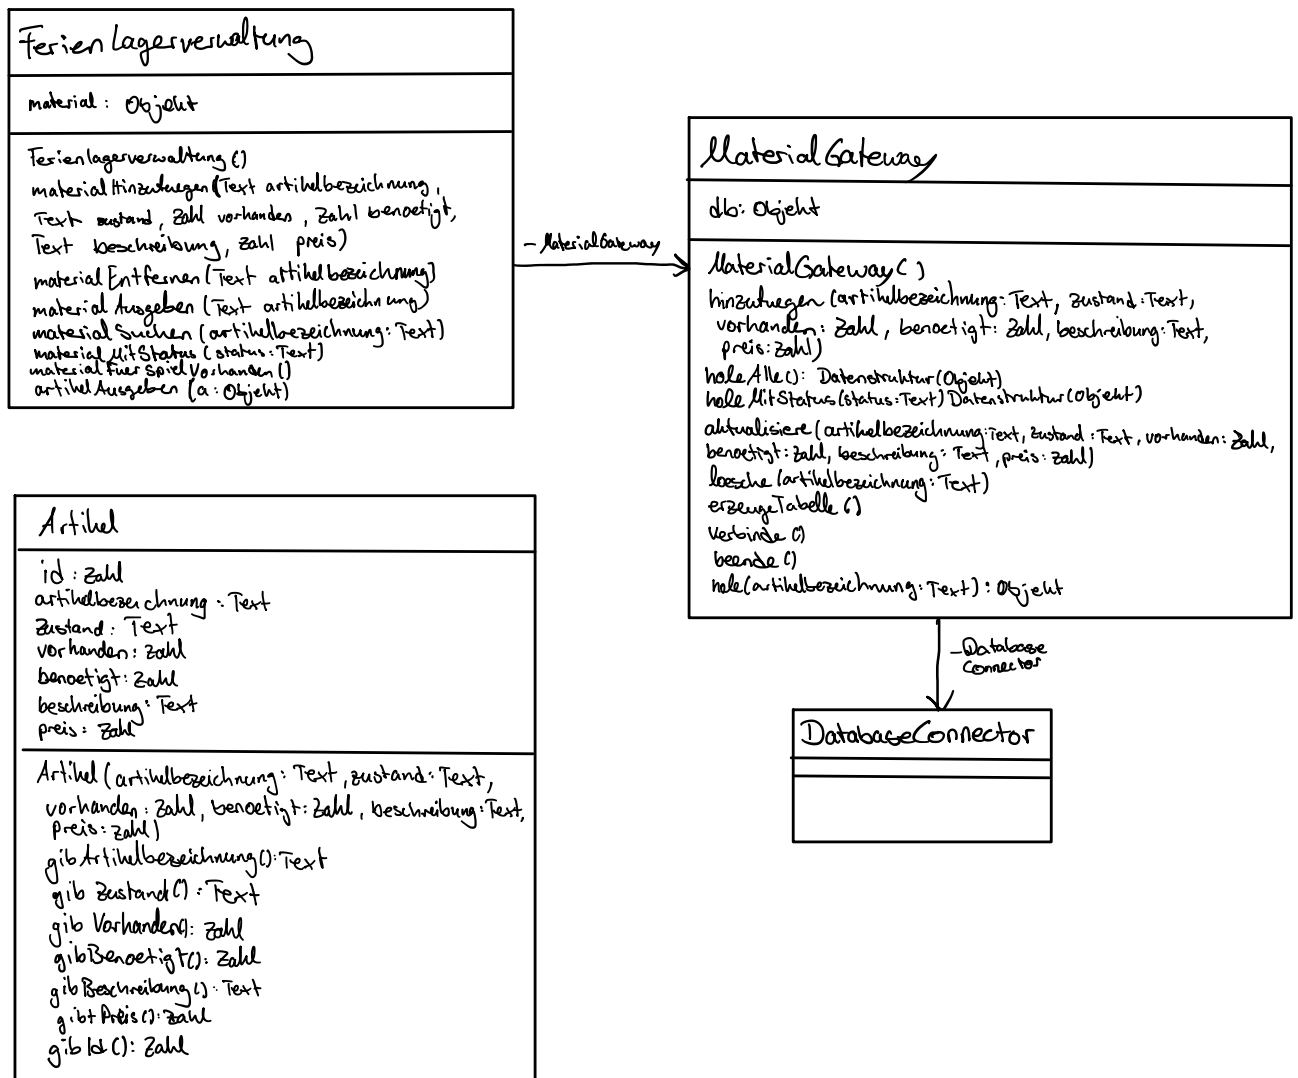 Ferienlagerverwaltung
material: Objekt
Ferienlagerverwaltung()
materialHinzufuegen(Text artikelbezeichnung,
Text zustand, Zahl vorhanden, Zahl benoetigt,
Text beschreibung, Zahl preis)
materialEntfernen(Text artikelbezeichnung)
materialAusgeben(Text artikelbezeichnung)
materialSuchen(artikelbezeichnung: Text)
materialMitStatus(status: Text)
materialFuerSpielVorhanden()
artikelAusgeben(a: Objekt)
- MaterialGateway
MaterialGateway
db: Objekt
MaterialGateway()
hinzufuegen(artikelbezeichnung: Text, zustand: Text,
vorhanden: Zahl, benoetigt: Zahl, beschreibung: Text,
preis: Zahl)
holeAlle(): Datenstruktur(Objekt)
holeMitStatus(status: Text) Datenstruktur(Objekt)
aktualisiere(artikelbezeichnung: Text, zustand: Text, vorhanden: Zahl,
benoetigt: Zahl, beschreibung: Text, preis: Zahl)
loesche(artikelbezeichnung: Text)
erzeugeTabelle()
verbinde()
beende()
hole(artikelbezeichnung: Text): Objekt
- Database
Connector
DatabaseConnector
Artikel
id: Zahl
artikelbezeichnung: Text
zustand: Text
vorhanden: Zahl
benoetigt: Zahl
beschreibung: Text
preis: Zahl
Artikel(artikelbezeichnung: Text, zustand: Text,
vorhanden: Zahl, benoetigt: Zahl, beschreibung: Text,
preis: Zahl)
gibArtikelbezeichnung(): Text
gibZustand(): Text
gibVorhanden(): Zahl
gibBenoetigt(): Zahl
gibBeschreibung(): Text
gibtPreis(): Zahl
gibId(): Zahl